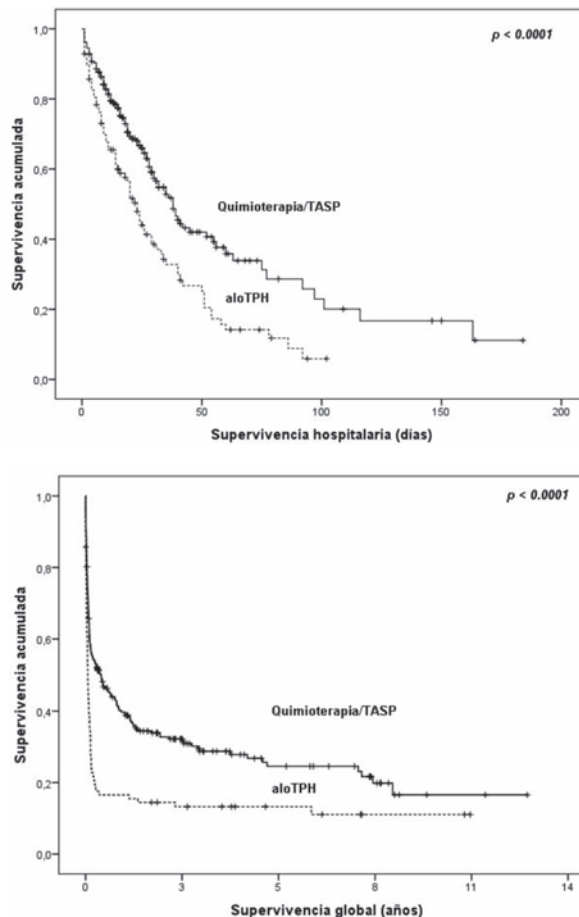 p < 0.0001
1,0
0,8
0,6
0,4
0,2
0,0
Supervivencia acumulada
Quimioterapia/TASP
aloTPH
0 50 100 150 200
Supervivencia hospitalaria (días)
p < 0.0001
1,0
0,8
0,6
0,4
0,2
0,0
Supervivencia acumulada
Quimioterapia/TASP
aloTPH
0 3 5 8 11 14
Supervivencia global (años)